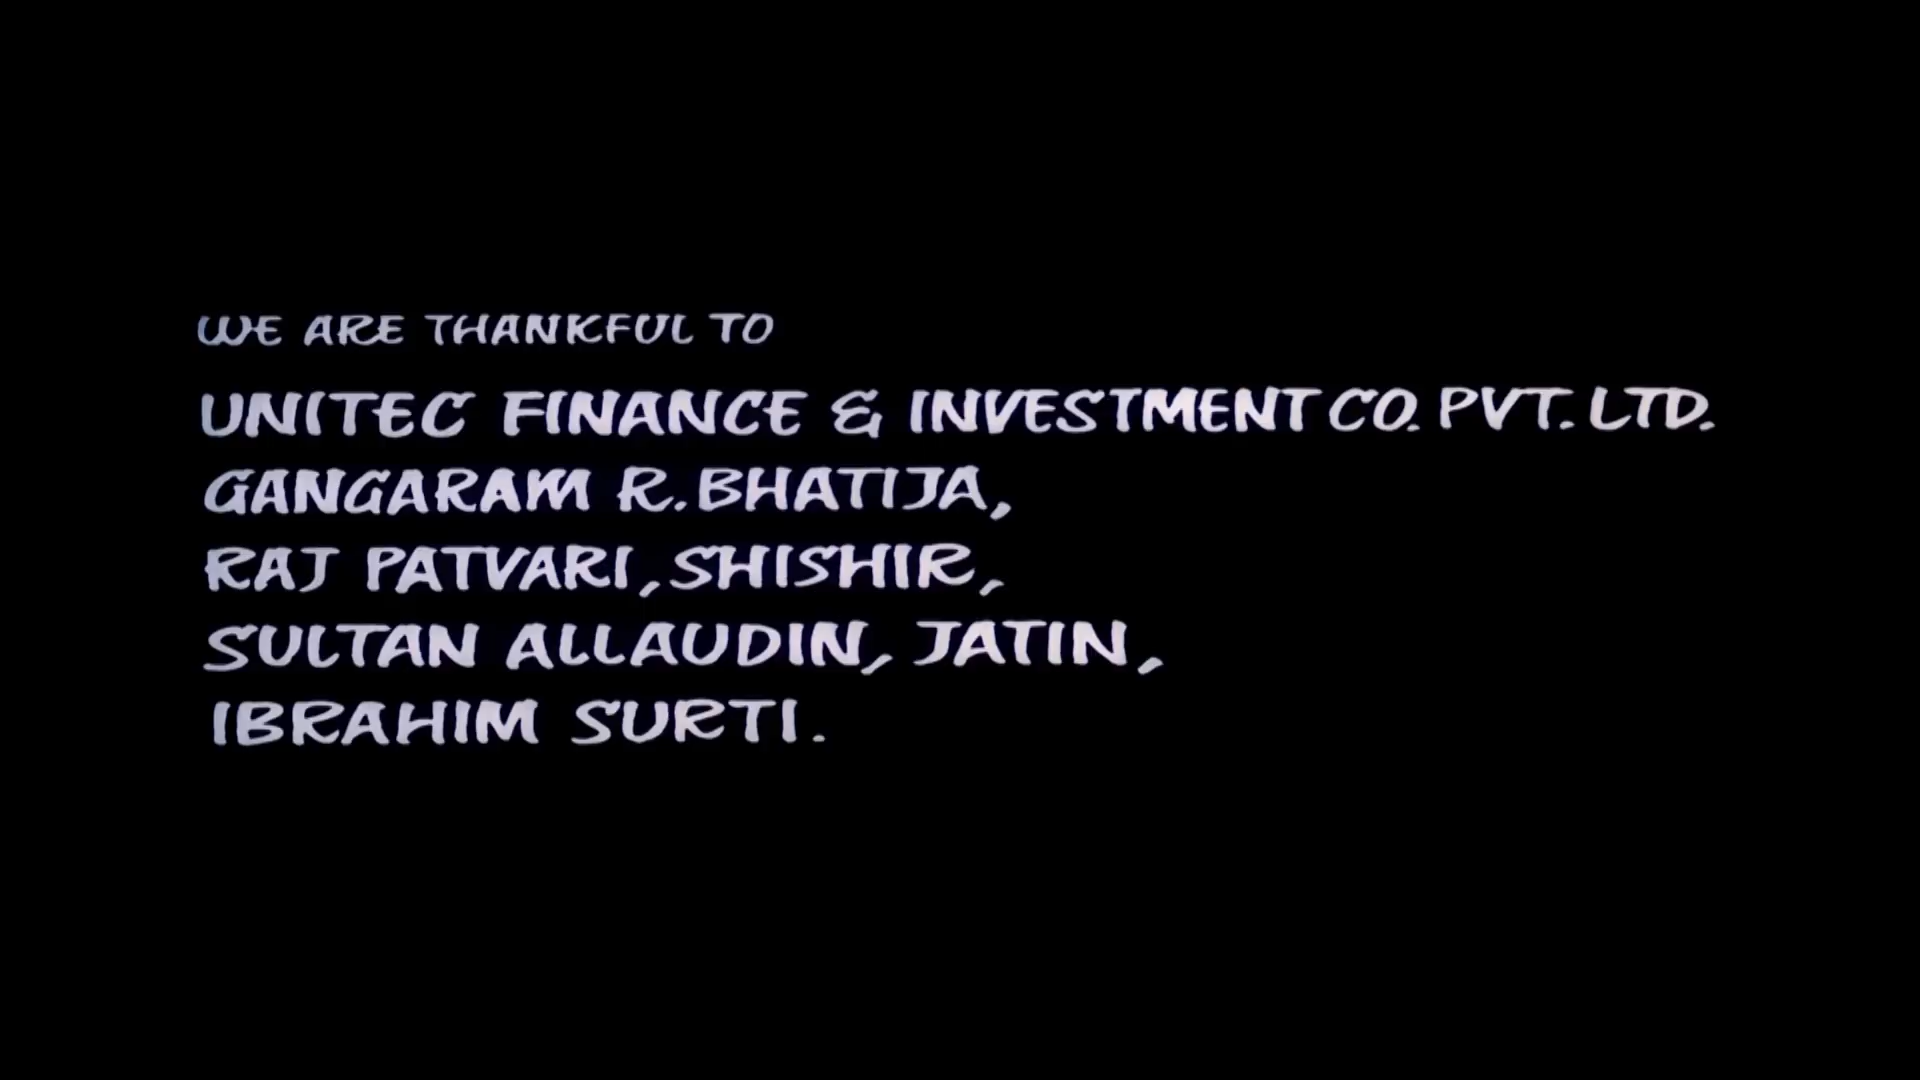 WE ARE THANKFUL TO
UNITEC FINANCE & INVESTMENT CO. PVT. LTD.
GANGARAM R. BHATIJA,
RAJ PATVARI, SHISHIR,
SULTAN ALLAUDIN, JATIN,
IBRAHIM SURTI.